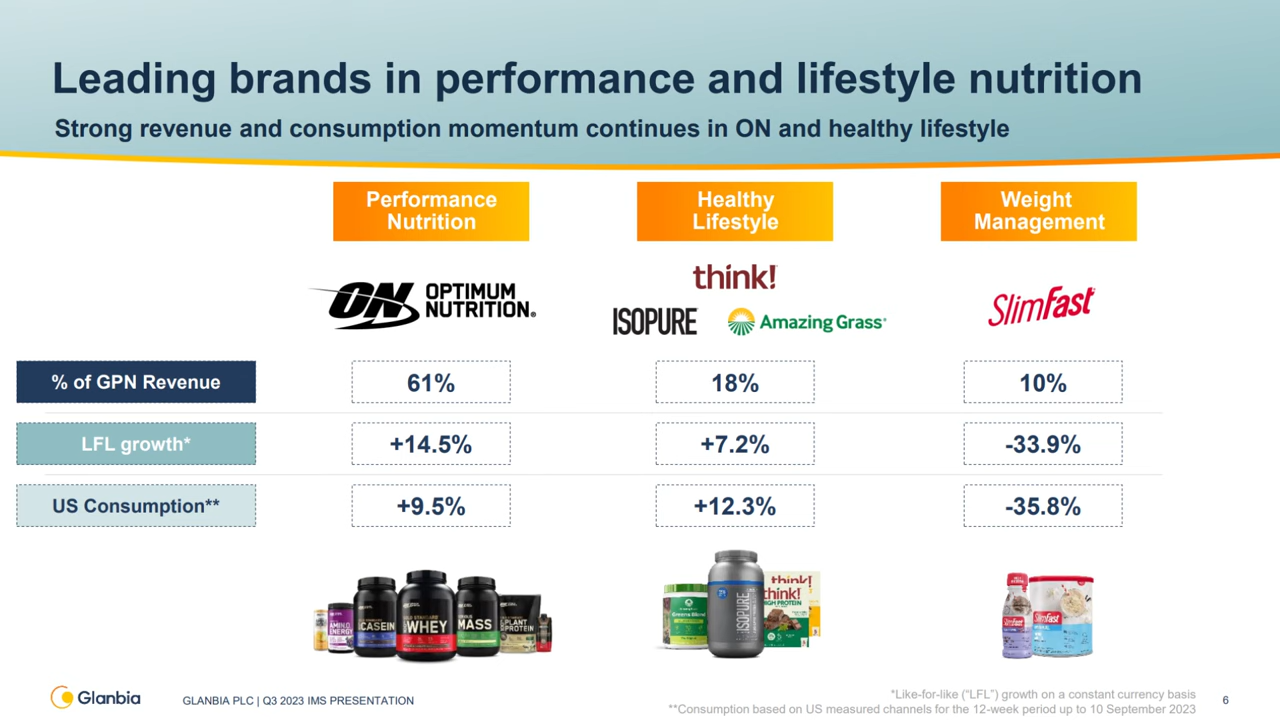 Leading brands in performance and lifestyle nutrition
Strong revenue and consumption momentum continues in ON and healthy lifestyle
Performance
Nutrition
Healthy
Lifestyle
Weight
Management
ON OPTIMUM
NUTRITION®
think!
ISOPURE
Amazing Grass®
SlimFast
% of GPN Revenue
61%
18%
10%
LFL growth*
+14.5%
+7.2%
-33.9%
US Consumption**
+9.5%
+12.3%
-35.8%
AMINO
ENERGY
CASEIN
WHEY
MASS
PLANT
PROTEIN
Greens Blend
ISOPURE
think!
think!
HIGH PROTEIN
SlimFast
Glanbia
GLANBIA PLC | Q3 2023 IMS PRESENTATION
*Like-for-like (“LFL”) growth on a constant currency basis
**Consumption based on US measured channels for the 12-week period up to 10 September 2023
6